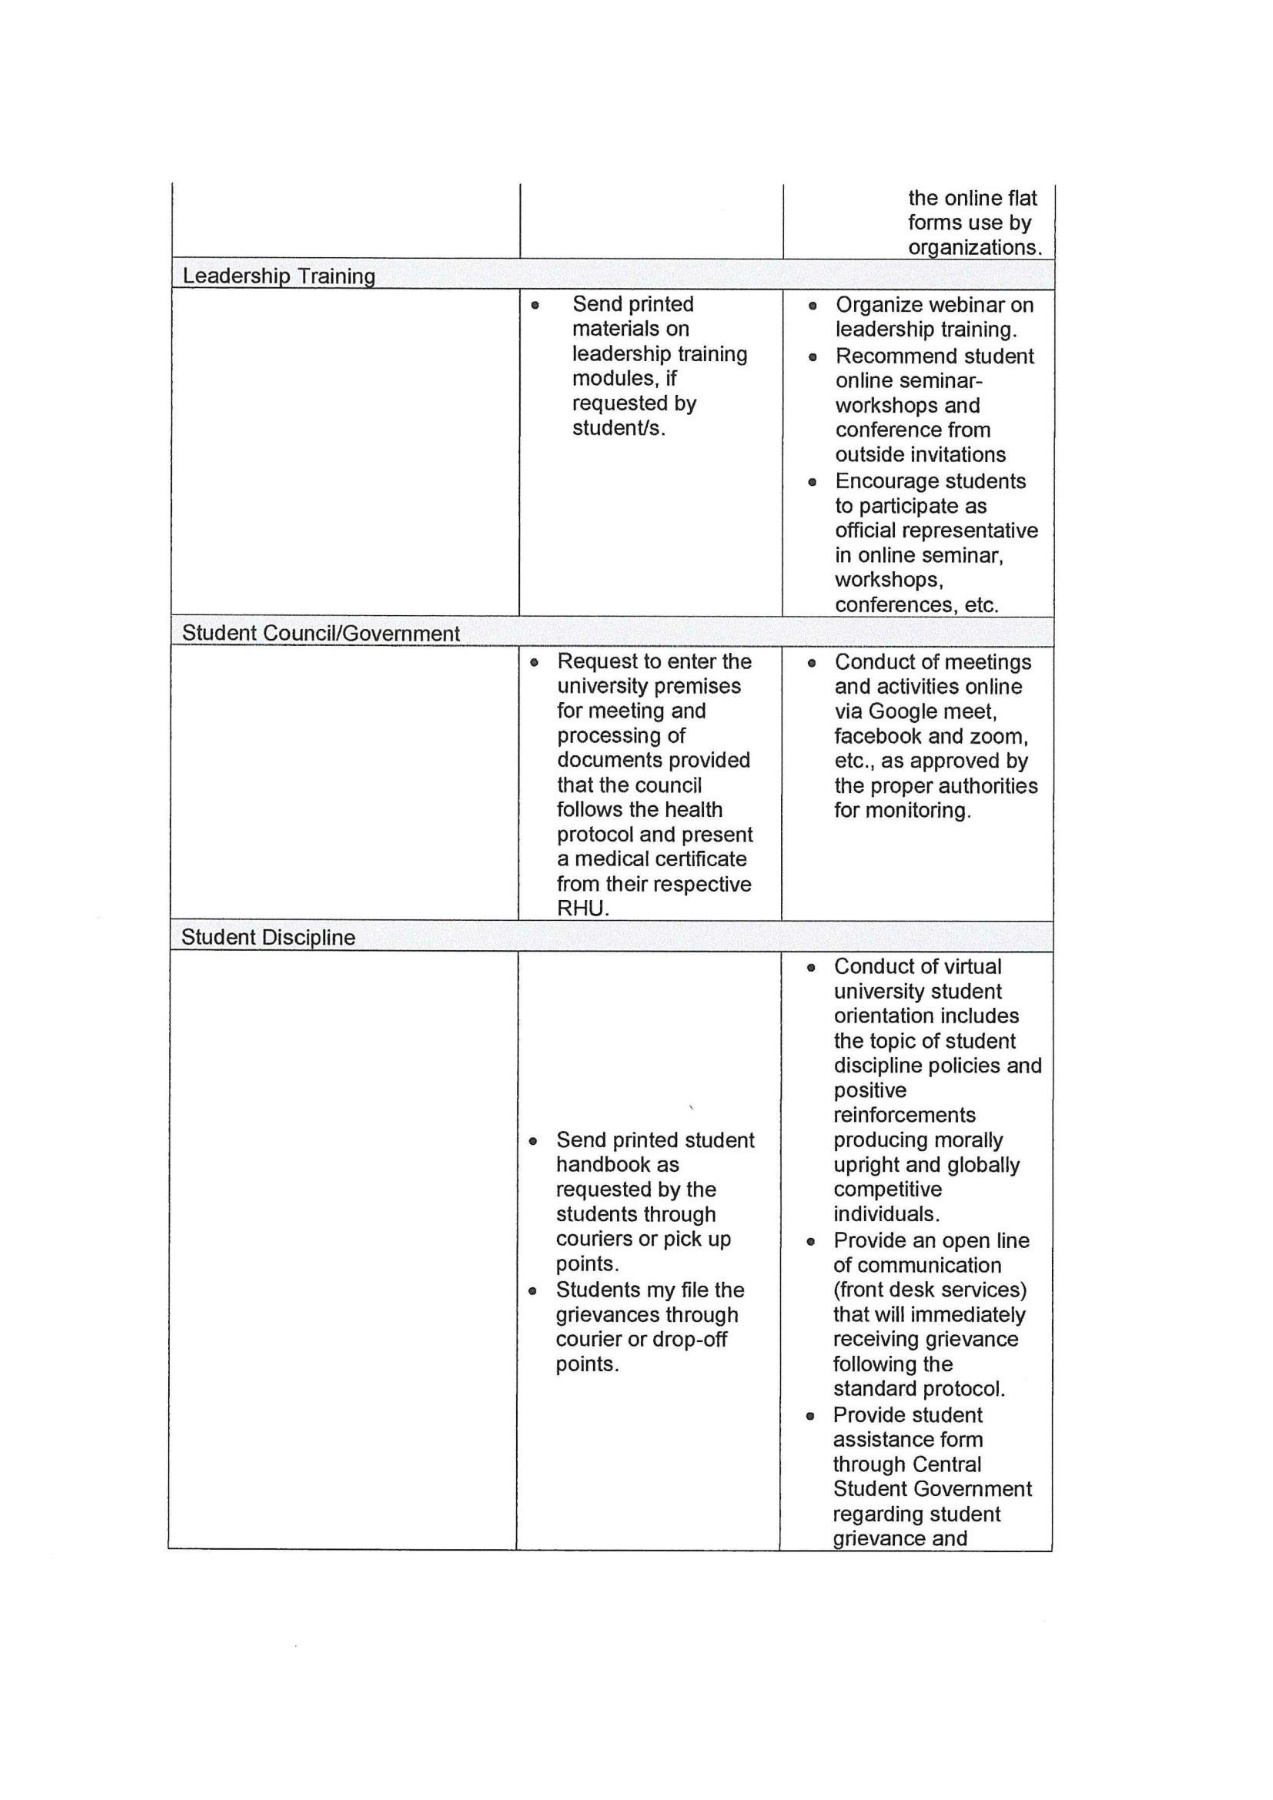 the online flat
forms use by
organizations.
Leadership Training
• Send printed
materials on
leadership training
modules, if
requested by
student/s.
• Organize webinar on
leadership training.
• Recommend student
online seminar-
workshops and
conference from
outside invitations
• Encourage students
to participate as
official representative
in online seminar,
workshops,
conferences, etc.
Student Council/Government
• Request to enter the
university premises
for meeting and
processing of
documents provided
that the council
follows the health
protocol and present
a medical certificate
from their respective
RHU.
• Conduct of meetings
and activities online
via Google meet,
facebook and zoom,
etc., as approved by
the proper authorities
for monitoring.
Student Discipline
• Send printed student
handbook as
requested by the
students through
couriers or pick up
points.
• Students my file the
grievances through
courier or drop-off
points.
• Conduct of virtual
university student
orientation includes
the topic of student
discipline policies and
positive
reinforcements
producing morally
upright and globally
competitive
individuals.
• Provide an open line
of communication
(front desk services)
that will immediately
receiving grievance
following the
standard protocol.
• Provide student
assistance form
through Central
Student Government
regarding student
grievance and